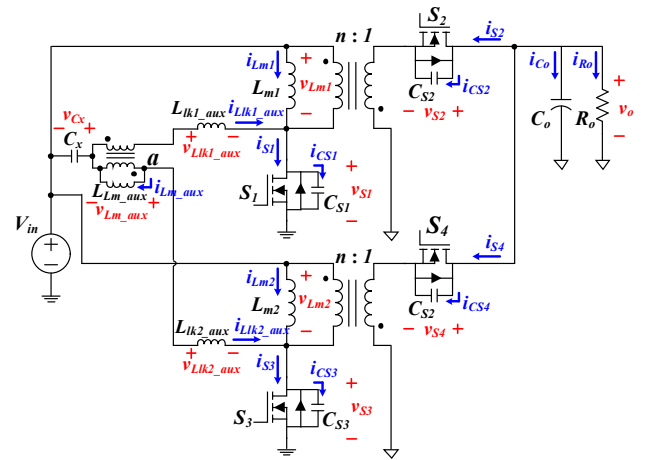 n : 1
S2
iS2
iLm1
vLm1
Lm1
CS2
iCS2
vS2
iCo
iRo
Co
Ro
vo
Llk1_aux
iLlk1_aux
vCx
Cx
vLlk1_aux
a
iS1
iCS1
S1
CS1
vS1
LLm_aux
iLm_aux
vLm_aux
Vin
n : 1
S4
iS4
iLm2
vLm2
Lm2
CS2
iCS4
vS4
Llk2_aux
iLlk2_aux
vLlk2_aux
iS3
iCS3
S3
CS3
vS3